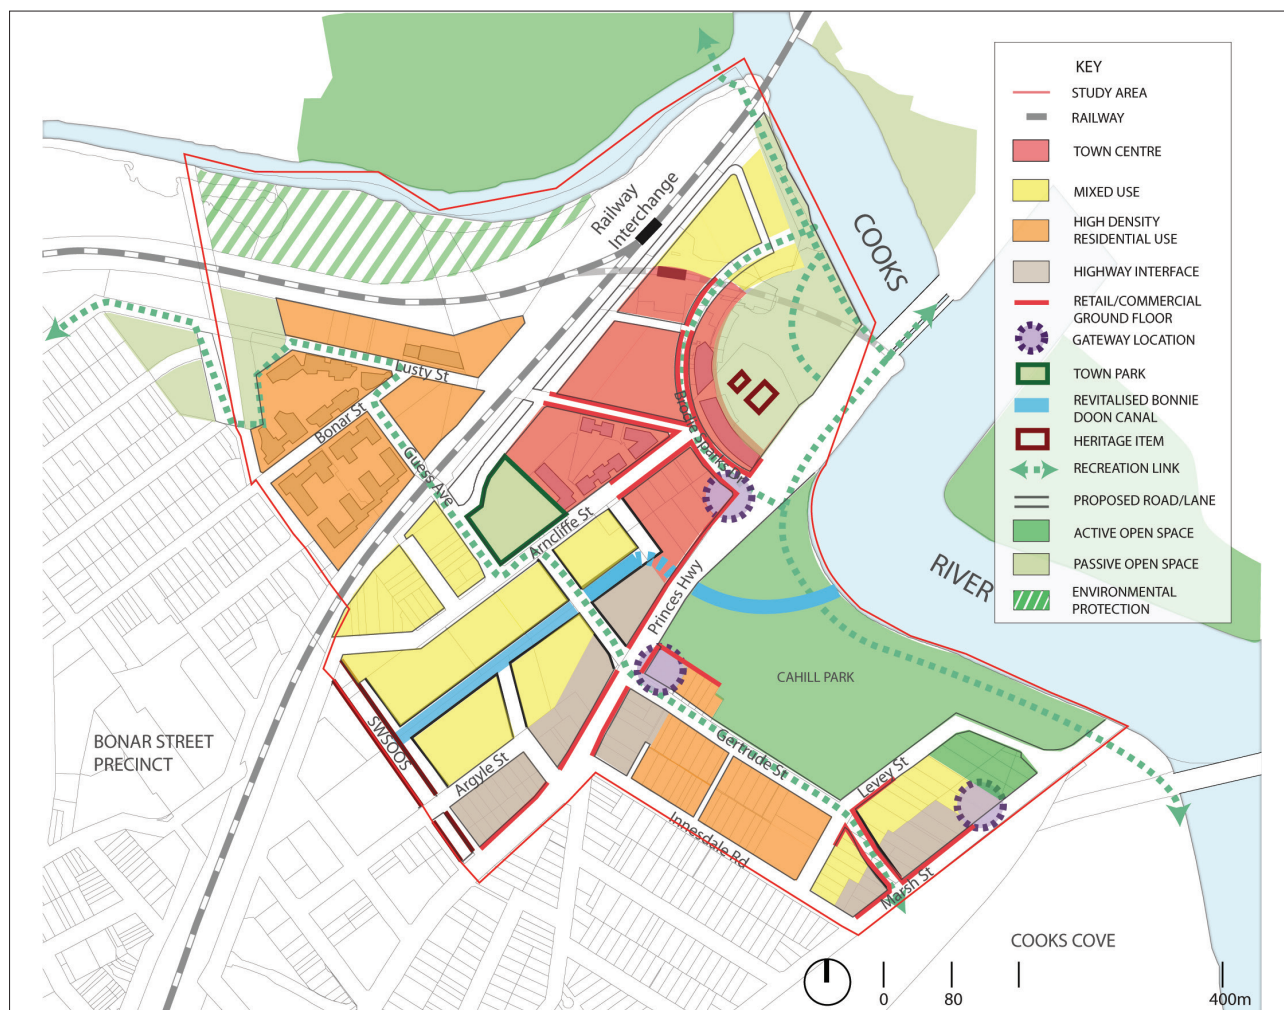 KEY
STUDY AREA
RAILWAY
TOWN CENTRE
MIXED USE
HIGH DENSITY
RESIDENTIAL USE
HIGHWAY INTERFACE
RETAIL/COMMERCIAL
GROUND FLOOR
GATEWAY LOCATION
TOWN PARK
REVITALISED BONNIE
DOON CANAL
HERITAGE ITEM
RECREATION LINK
PROPOSED ROAD/LANE
ACTIVE OPEN SPACE
PASSIVE OPEN SPACE
ENVIRONMENTAL
PROTECTION
Railway
Interchange
COOKS
RIVER
Lusty St
Bonar St
Guess Ave
Brodie Sparks Dr
Arncliffe St
Princes Hwy
CAHILL PARK
SWSOOS
Argyle St
Gertrude St
Levey St
Innesdale Rd
Marsh St
BONAR STREET
PRECINCT
COOKS COVE
0
80
400m